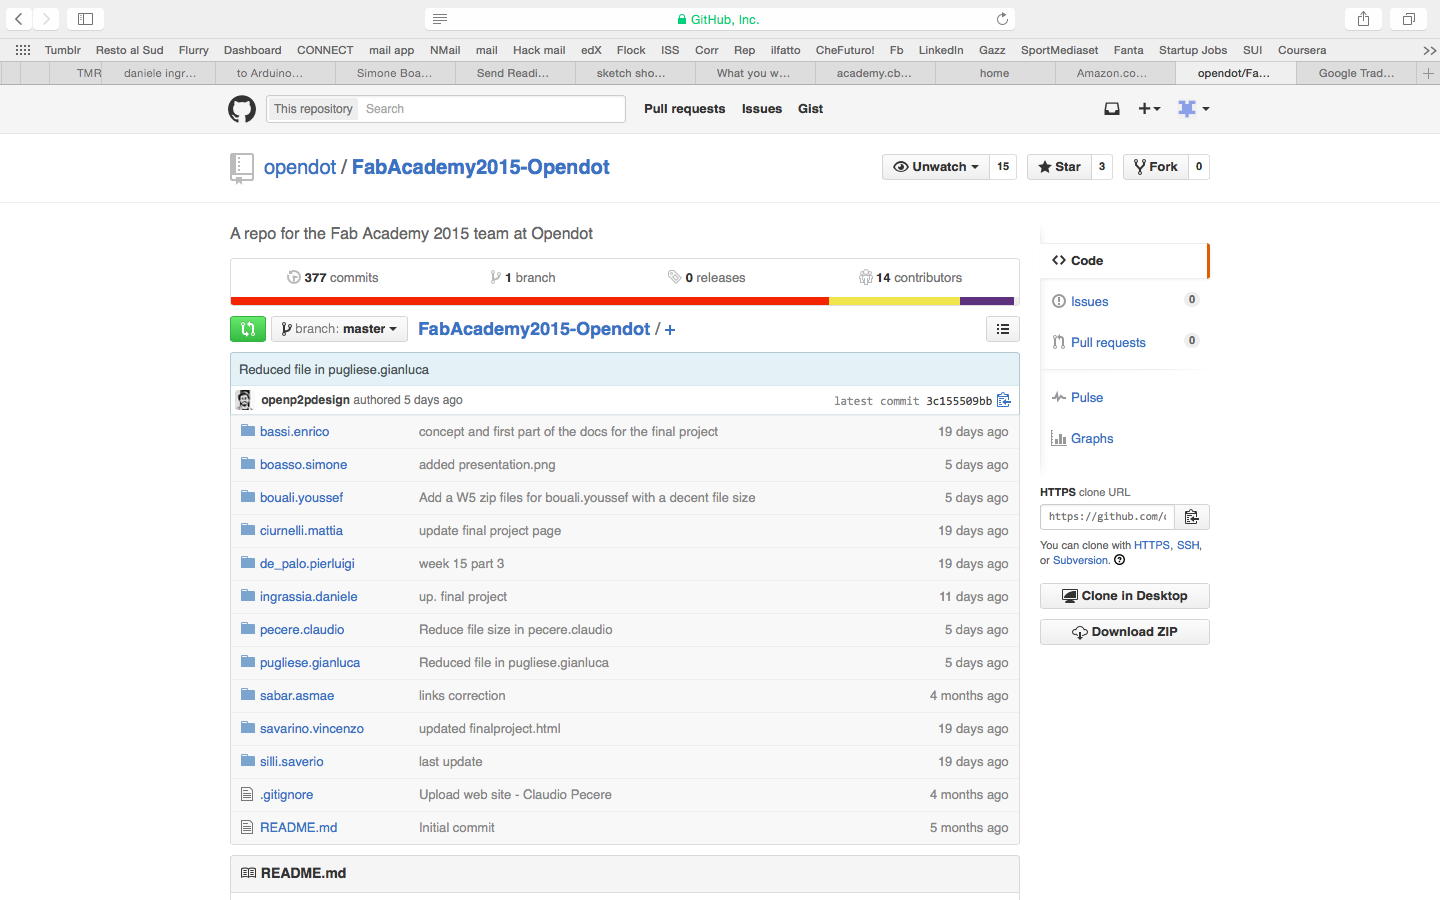 GitHub, Inc.
Tumblr Resto al Sud Flurry Dashboard CONNECT mail app NMail mail Hack mail edX Flock ISS Corr Rep ilfatto CheFuturo! Fb LinkedIn Gazz SportMediaset Fanta Startup Jobs SUI Coursera >>
TMR daniele ingr... to Arduino... Simone Boa... Send Readi... sketch sho... What you w... academy.cb... home Amazon.co... opendot/Fa... Google Trad... +
This repository Search Pull requests Issues Gist
opendot / FabAcademy2015-Opendot Unwatch 15 Star 3 Fork 0
A repo for the Fab Academy 2015 team at Opendot
377 commits 1 branch 0 releases 14 contributors
branch: master FabAcademy2015-Opendot / +
Reduced file in pugliese.gianluca
openp2pdesign authored 5 days ago latest commit 3c155509bb
bassi.enrico concept and first part of the docs for the final project 19 days ago
boasso.simone added presentation.png 5 days ago
bouali.youssef Add a W5 zip files for bouali.youssef with a decent file size 5 days ago
ciurnelli.mattia update final project page 19 days ago
de_palo.pierluigi week 15 part 3 19 days ago
ingrassia.daniele up. final project 11 days ago
pecere.claudio Reduce file size in pecere.claudio 5 days ago
pugliese.gianluca Reduced file in pugliese.gianluca 5 days ago
sabar.asmae links correction 4 months ago
savarino.vincenzo updated finalproject.html 19 days ago
silli.saverio last update 19 days ago
.gitignore Upload web site - Claudio Pecere 4 months ago
README.md Initial commit 5 months ago
README.md
Code
Issues 0
Pull requests 0
Pulse
Graphs
HTTPS clone URL
https://github.com/
You can clone with HTTPS, SSH,
or Subversion.
Clone in Desktop
Download ZIP